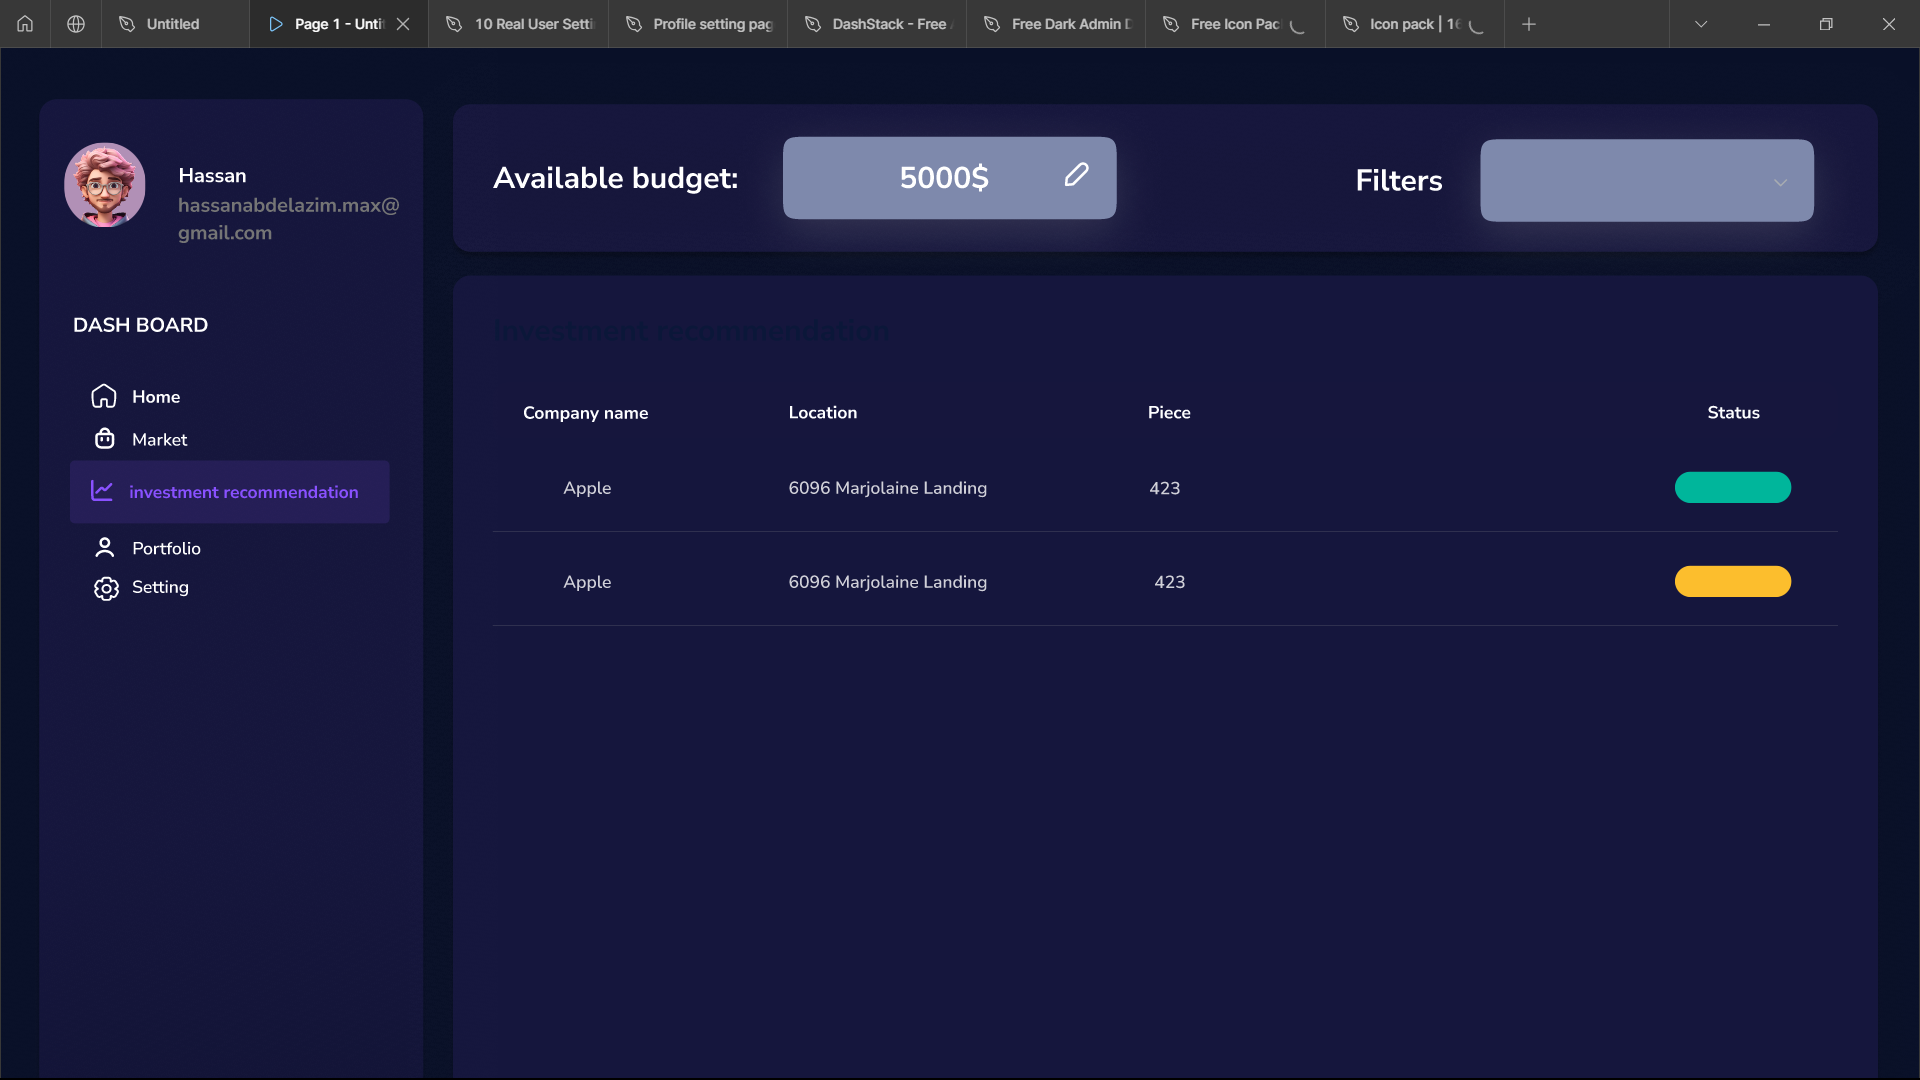 Untitled
Page 1 - Unti
10 Real User Setti
Profile setting pag
DashStack - Free
Free Dark Admin D
Free Icon Pac
Icon pack | 16
Hassan
hassanabdelazim.max@
gmail.com
DASH BOARD
Home
Market
investment recommendation
Portfolio
Setting
Available budget:
5000$
Filters
Investment recommendation
Company name
Location
Piece
Status
Apple
6096 Marjolaine Landing
423
Apple
6096 Marjolaine Landing
423